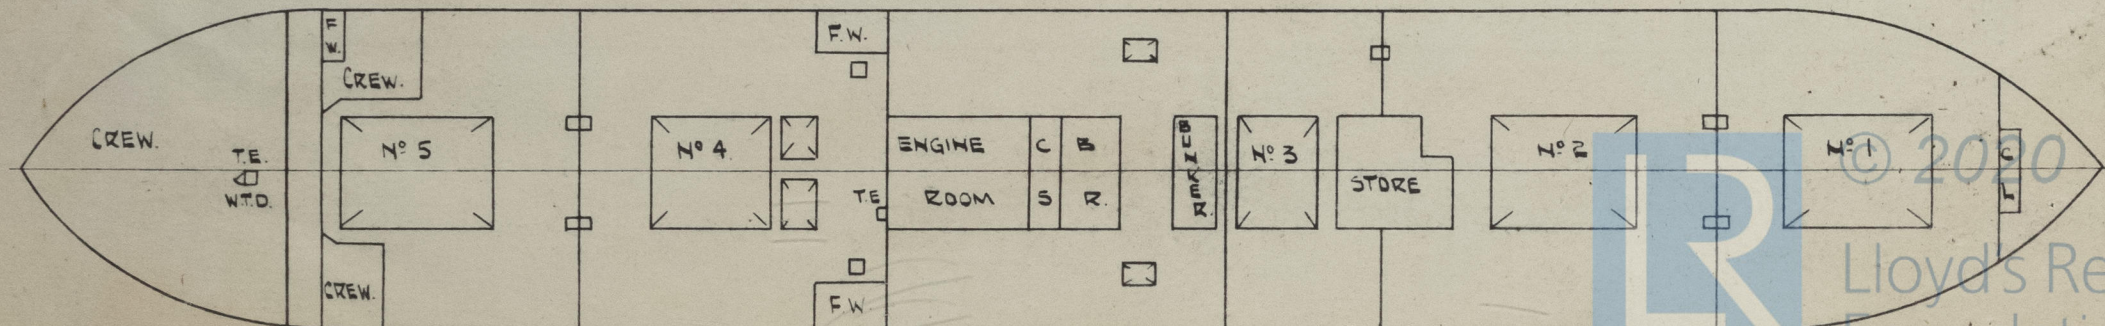 F
W.
CREW.
CREW.
T.E.
W.T.D.
CREW.
Nº 5
Nº 4
F.W.
T.E
F W
ENGINE
ROOM
C
S
B
R.
BUNKER.
Nº 3
STORE
Nº 2
Nº 1
C
L
© 2020
Lloyd's Re